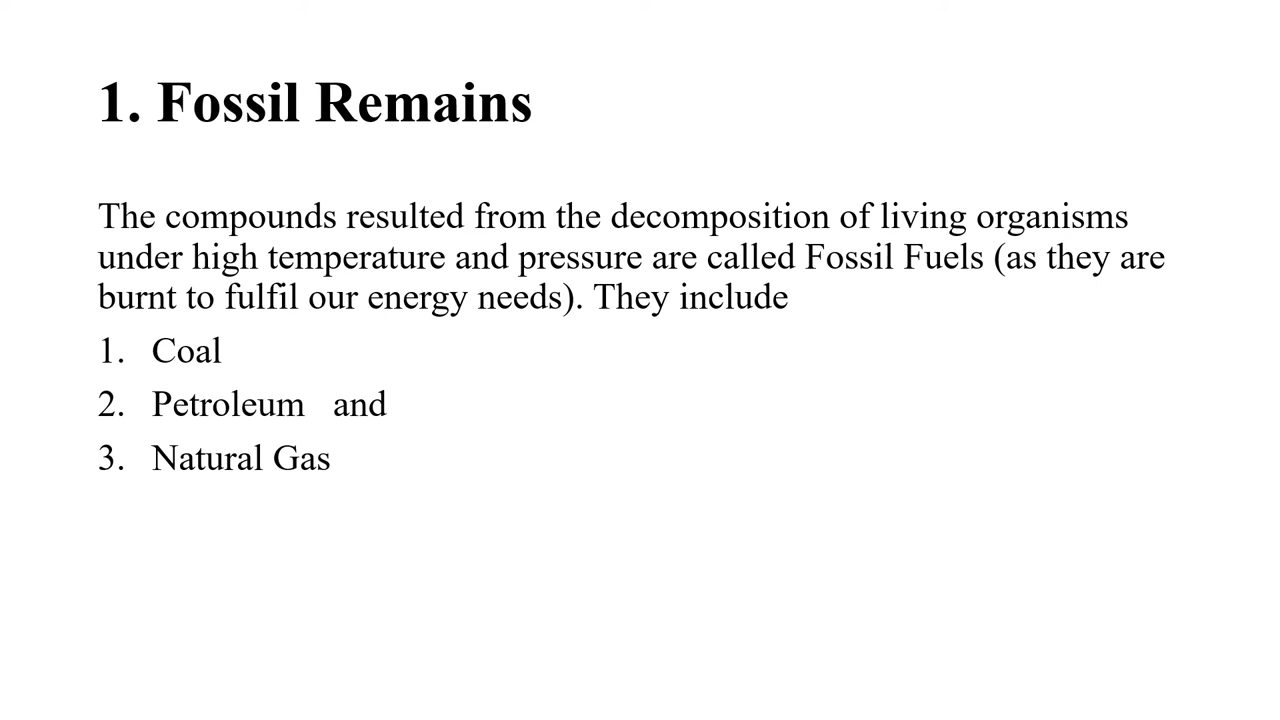 1. Fossil Remains
The compounds resulted from the decomposition of living organisms
under high temperature and pressure are called Fossil Fuels (as they are
burnt to fulfil our energy needs). They include
1. Coal
2. Petroleum and
3. Natural Gas